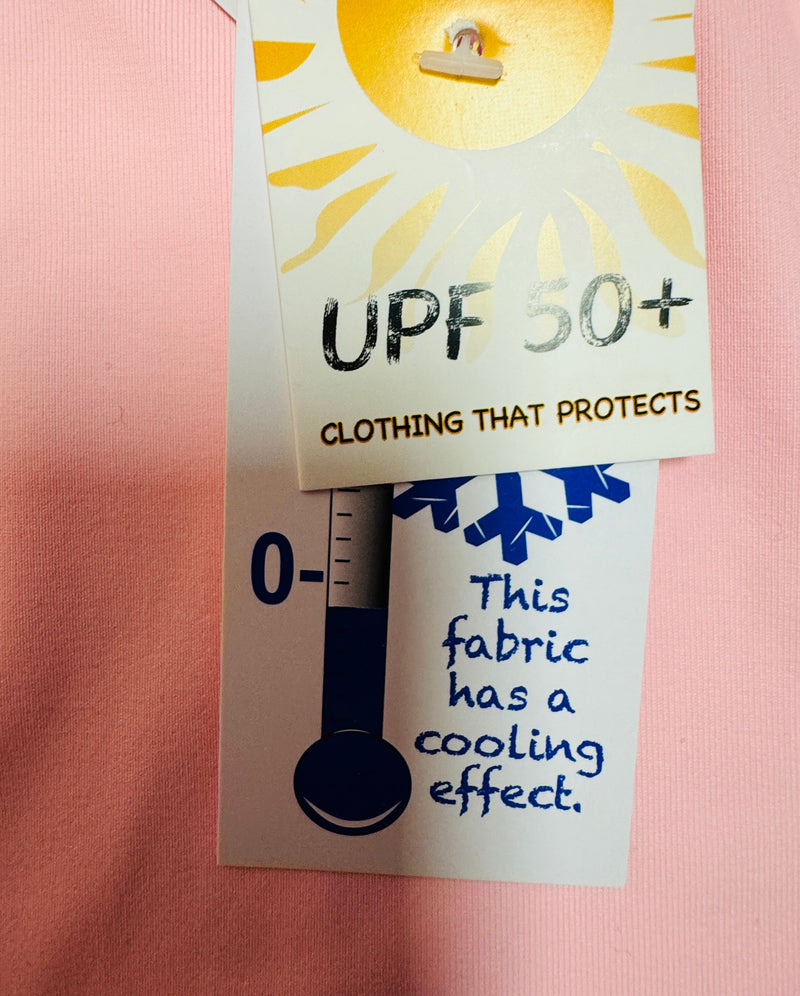 UPF 50+
CLOTHING THAT PROTECTS
0-
This
fabric
has a
cooling
effect.